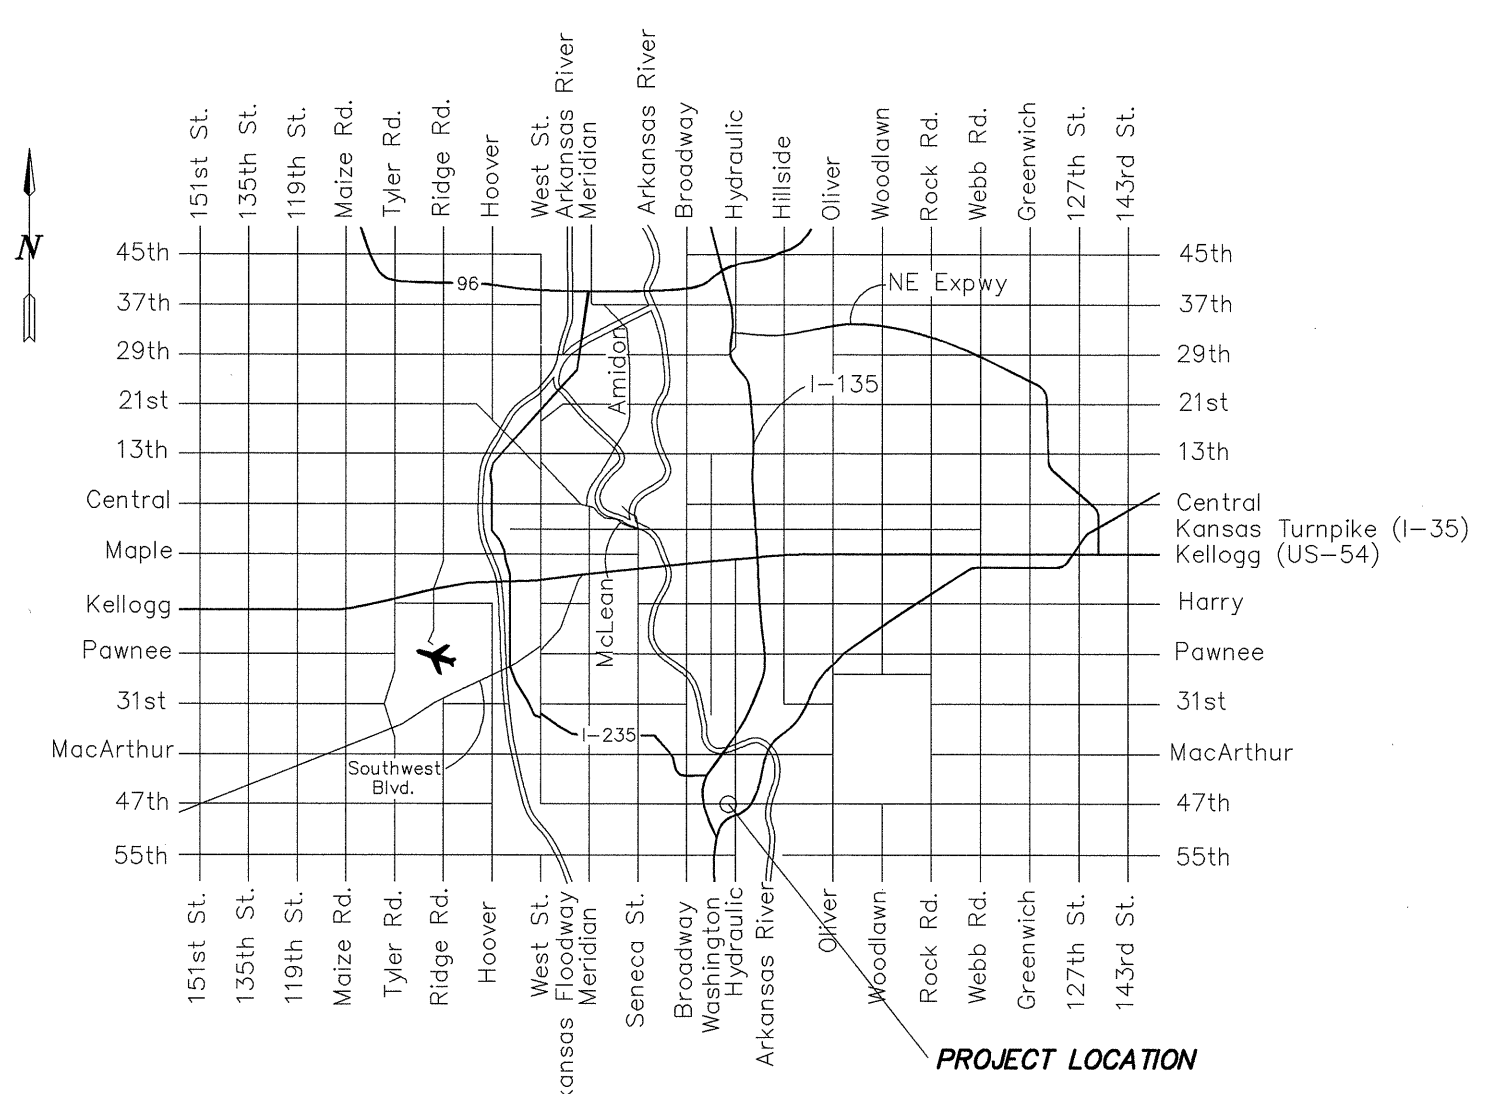 151st St.
135th St.
119th St.
Maize Rd.
Tyler Rd.
Ridge Rd.
Hoover
West St.
Arkansas River
Meridian
Arkansas River
Broadway
Hydraulic
Hillside
Oliver
Woodlawn
Rock Rd.
Webb Rd.
Greenwich
127th St.
143rd St.
N
45th
45th
96
NE Expwy
37th
37th
Amidon
29th
29th
I-135
21st
21st
13th
13th
Central
Central
Kansas Turnpike (I-35)
Maple
Kellogg (US-54)
McLean
Kellogg
Harry
Pawnee
Pawnee
31st
31st
I-235
MacArthur
MacArthur
Southwest
Blvd.
47th
47th
55th
55th
151st St.
135th St.
119th St.
Maize Rd.
Tyler Rd.
Ridge Rd.
Hoover
West St.
kansas Floodway
Meridian
Seneca St.
Broadway
Washington
Hydraulic
Arkansas River
Oliver
Woodlawn
Rock Rd.
Webb Rd.
Greenwich
127th St.
143rd St.
PROJECT LOCATION